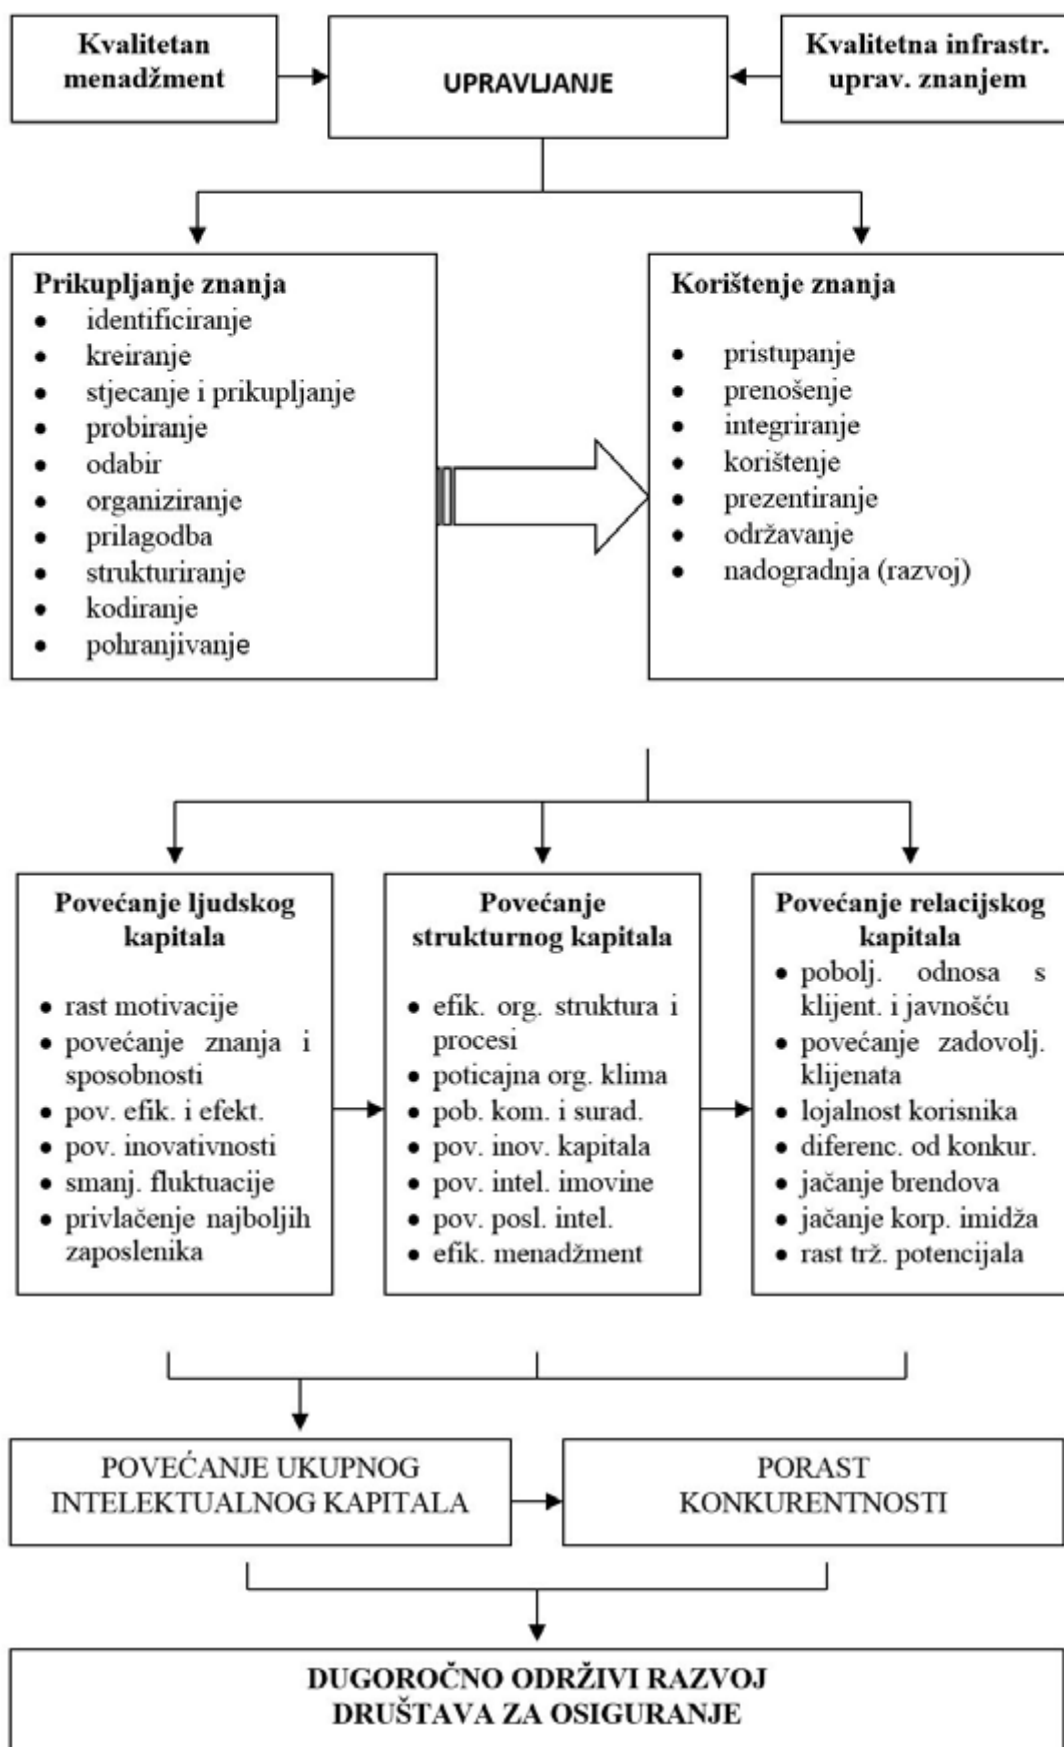 Kvalitetan
menadžment
UPRAVLJANJE
Kvalitetna infrastr.
uprav. znanjem
Prikupljanje znanja
• identificiranje
• kreiranje
• stjecanje i prikupljanje
• probiranje
• odabir
• organiziranje
• prilagodba
• strukturiranje
• kodiranje
• pohranjivanje
Korištenje znanja
• pristupanje
• prenošenje
• integriranje
• korištenje
• prezentiranje
• održavanje
• nadogradnja (razvoj)
Povećanje ljudskog
kapitala
• rast motivacije
• povećanje znanja i
sposobnosti
• pov. efik. i efekt.
• pov. inovativnosti
• smanj. fluktuacije
• privlačenje najboljih
zaposlenika
Povećanje
strukturnog kapitala
• efik. org. struktura i
procesi
• poticajna org. klima
• pob. kom. i surad.
• pov. inov. kapitala
• pov. intel. imovine
• pov. posl. intel.
• efik. menadžment
Povećanje relacijskog
kapitala
• pobolj. odnosa s
klijent. i javnošću
• povećanje zadovolj.
klijenata
• lojalnost korisnika
• diferenc. od konkur.
• jačanje brendova
• jačanje korp. imidža
• rast trž. potencijala
POVEĆANJE UKUPNOG
INTELEKTUALNOG KAPITALA
PORAST
KONKURENTNOSTI
DUGOROČNO ODRŽIVI RAZVOJ
DRUŠTAVA ZA OSIGURANJE